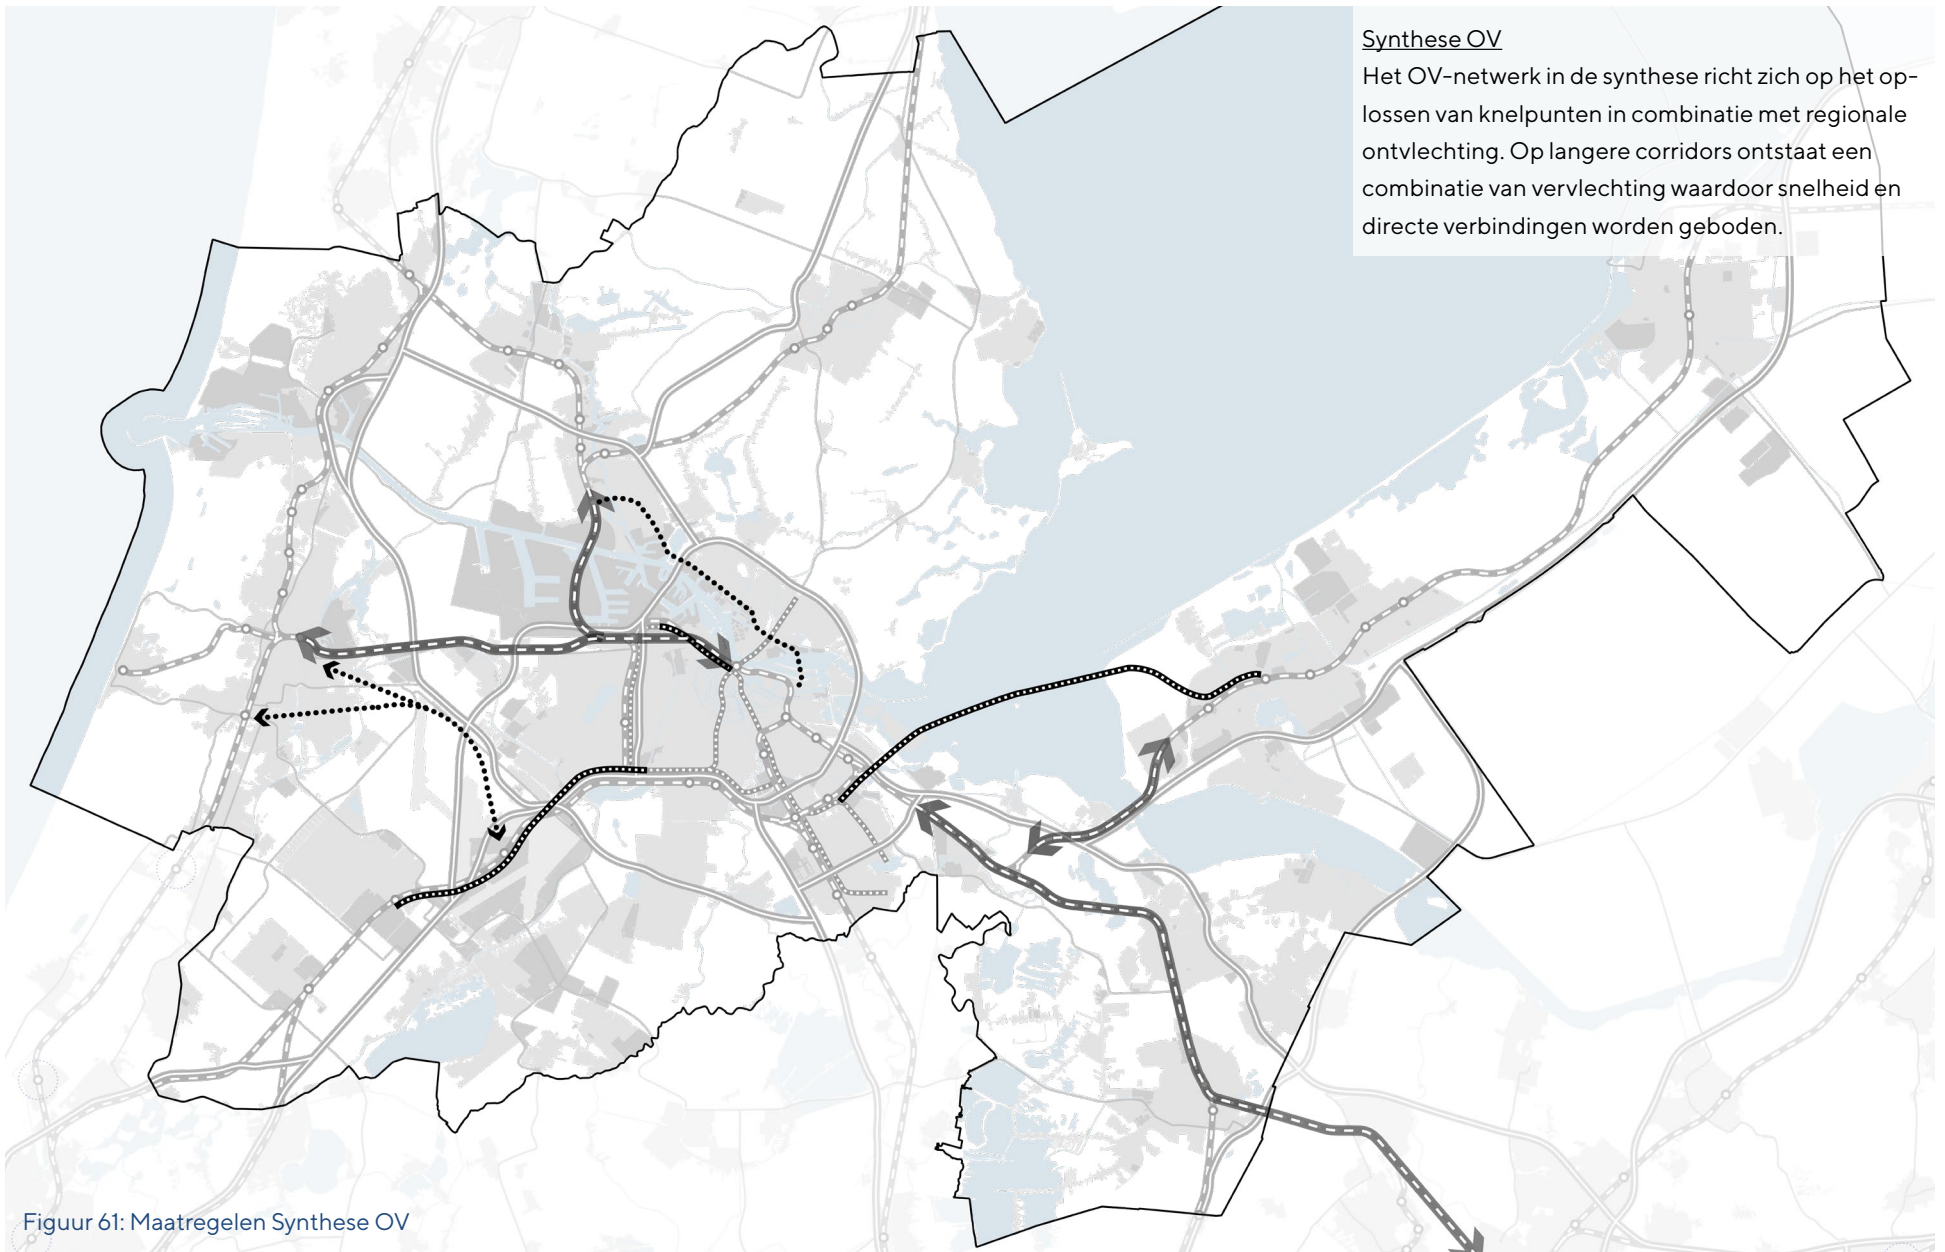 Synthese OV
Het OV-netwerk in de synthese richt zich op het op-
lossen van knelpunten in combinatie met regionale
ontvlechting. Op langere corridors ontstaat een
combinatie van vervlechting waardoor snelheid en
directe verbindingen worden geboden.
Figuur 61: Maatregelen Synthese OV